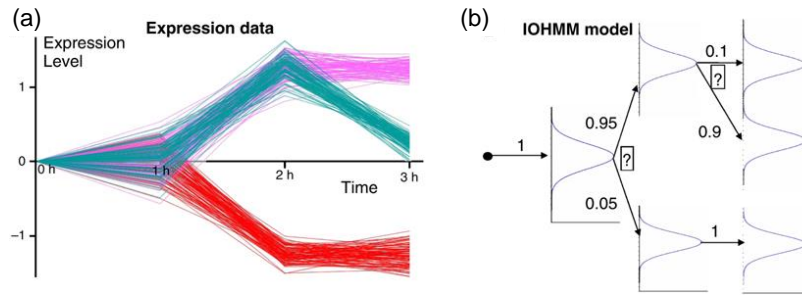 (a)
Expression data
Expression
Level
1
0
0 h
1 h
2 h
3 h
Time
−1
(b)
IOHMM model
1
0.95
?
0.05
0.1
?
0.9
1